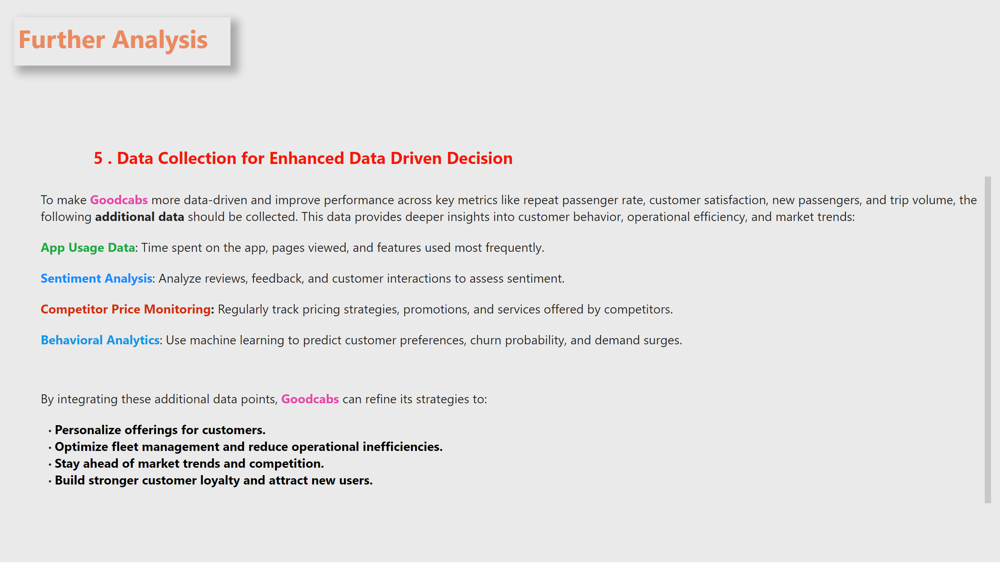 Further Analysis
5 . Data Collection for Enhanced Data Driven Decision
To make Goodcabs more data-driven and improve performance across key metrics like repeat passenger rate, customer satisfaction, new passengers, and trip volume, the
following additional data should be collected. This data provides deeper insights into customer behavior, operational efficiency, and market trends:
App Usage Data: Time spent on the app, pages viewed, and features used most frequently.
Sentiment Analysis: Analyze reviews, feedback, and customer interactions to assess sentiment.
Competitor Price Monitoring: Regularly track pricing strategies, promotions, and services offered by competitors.
Behavioral Analytics: Use machine learning to predict customer preferences, churn probability, and demand surges.
By integrating these additional data points, Goodcabs can refine its strategies to:
• Personalize offerings for customers.
• Optimize fleet management and reduce operational inefficiencies.
• Stay ahead of market trends and competition.
• Build stronger customer loyalty and attract new users.